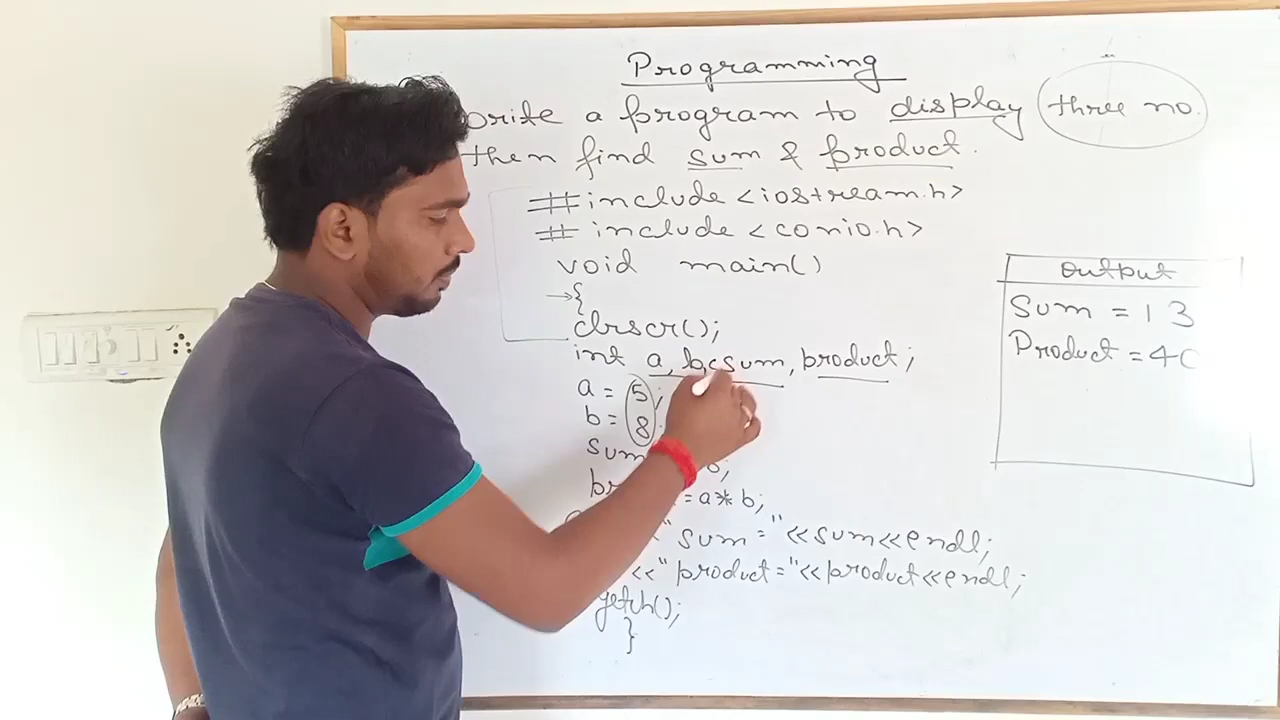 Programming
write a program to display three no.
then find sum & product.
# include <iostream.h>
# include <conio.h>
void main()
{
clrscr();
int a, b, c sum, product;
a = 5;
b = 8
sum b;
= a * b;
<< "sum = " << sum << endl;
<< "product = " << product << endl;
getch();
}
output
Sum = 13
Product = 40